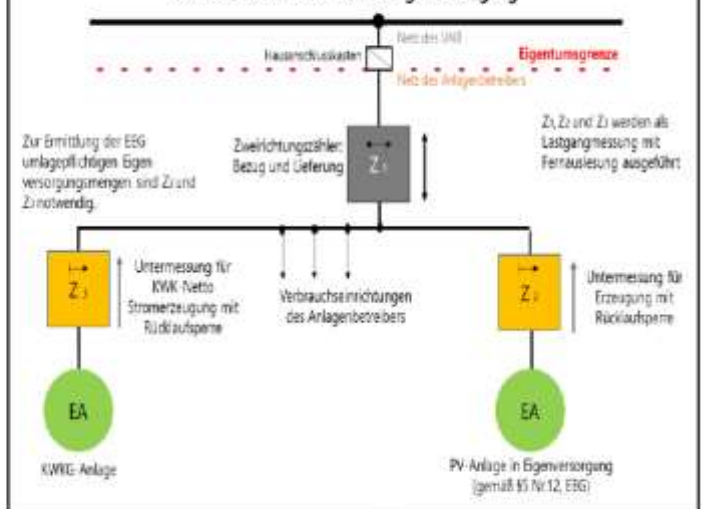 Netz des VNB
Hausanschlusskasten
Eigentumsgrenze
Netz des Anlagenbetreibers
Zur Ermittlung der EEG
umlagepflichtigen Eigen
versorgungsmengen sind Z2 und
Z3 notwendig.
Zweirichtungszähler:
Bezug und Lieferung
Z1
Z1, Z2 und Z3 werden als
Lastgangmessung mit
Fernauslesung ausgeführt
Z3
Untermessung für
KWK-Netto
Stromerzeugung mit
Rücklaufsperre
Verbrauchseinrichtungen
des Anlagenbetreibers
Z2
Untermessung für
Erzeugung mit
Rücklaufsperre
EA
EA
KWKG-Anlage
PV-Anlage in Eigenversorgung
(gemäß §5 Nr.12, EEG)